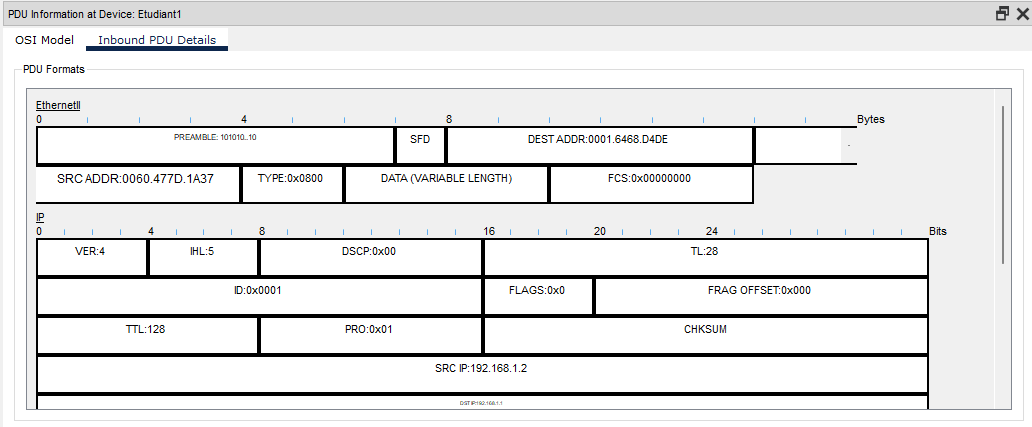 PDU Information at Device: Etudiant1
OSI Model Inbound PDU Details
PDU Formats
EthernetII
0 4 8 Bytes
PREAMBLE: 101010..10 SFD DEST ADDR:0001.6468.D4DE
SRC ADDR:0060.477D.1A37 TYPE:0x0800 DATA (VARIABLE LENGTH) FCS:0x00000000
IP
0 4 8 16 20 24 Bits
VER:4 IHL:5 DSCP:0x00 TL:28
ID:0x0001 FLAGS:0x0 FRAG OFFSET:0x000
TTL:128 PRO:0x01 CHKSUM
SRC IP:192.168.1.2
DST IP:192.168.1.1